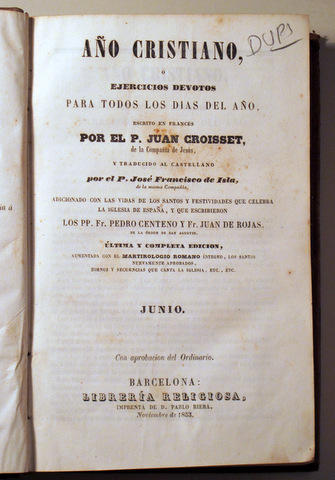 AÑO CRISTIANO,
DUP1
Ó
EJERCICIOS DEVOTOS
PARA TODOS LOS DIAS DEL AÑO,
ESCRITO EN FRANCÉS
POR EL P. JUAN CROISSET,
de la Compañía de Jesús,
Y TRADUCIDO AL CASTELLANO
por el P. José Francisco de Isla,
de la misma Compañía,
ADICIONADO CON LAS VIDAS DE LOS SANTOS Y FESTIVIDADES QUE CELEBRA
LA IGLESIA DE ESPAÑA, Y QUE ESCRIBIERON
LOS PP. Fr. PEDRO CENTENO Y Fr. JUAN DE ROJAS.
DE LA ÓRDEN DE SAN AGUSTIN.
ÚLTIMA Y COMPLETA EDICION,
AUMENTADA CON EL MARTIROLOGIO ROMANO ÍNTEGRO, LOS SANTOS
NUEVAMENTE APROBADOS,
HIMNOS Y SECUENCIAS QUE CANTA LA IGLESIA, ETC., ETC.
JUNIO.
Con aprobacion del Ordinario.
BARCELONA:
LIBRERÍA RELIGIOSA,
IMPRENTA DE D. PABLO RIERA,
Noviembre de 1853.